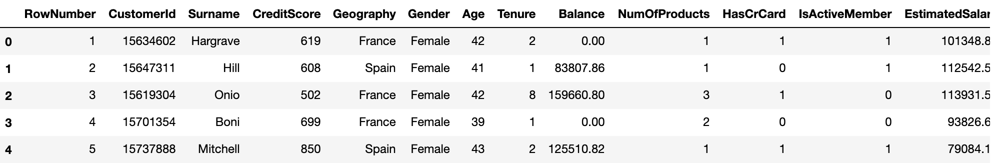 RowNumber CustomerId Surname CreditScore Geography Gender Age Tenure Balance NumOfProducts HasCrCard IsActiveMember EstimatedSalar
0 1 15634602 Hargrave 619 France Female 42 2 0.00 1 1 1 101348.8
1 2 15647311 Hill 608 Spain Female 41 1 83807.86 1 0 1 112542.5
2 3 15619304 Onio 502 France Female 42 8 159660.80 3 1 0 113931.5
3 4 15701354 Boni 699 France Female 39 1 0.00 2 0 0 93826.6
4 5 15737888 Mitchell 850 Spain Female 43 2 125510.82 1 1 1 79084.1